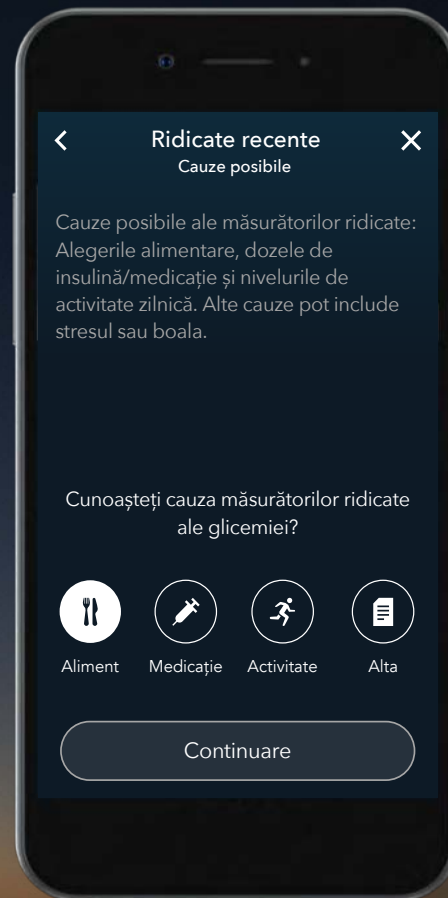 Ridicate recente
Cauze posibile
Cauze posibile ale măsurătorilor ridicate:
Alegerile alimentare, dozele de
insulină/medicație și nivelurile de
activitate zilnică. Alte cauze pot include
stresul sau boala.
Cunoașteți cauza măsurătorilor ridicate
ale glicemiei?
Aliment Medicație Activitate Alta
Continuare